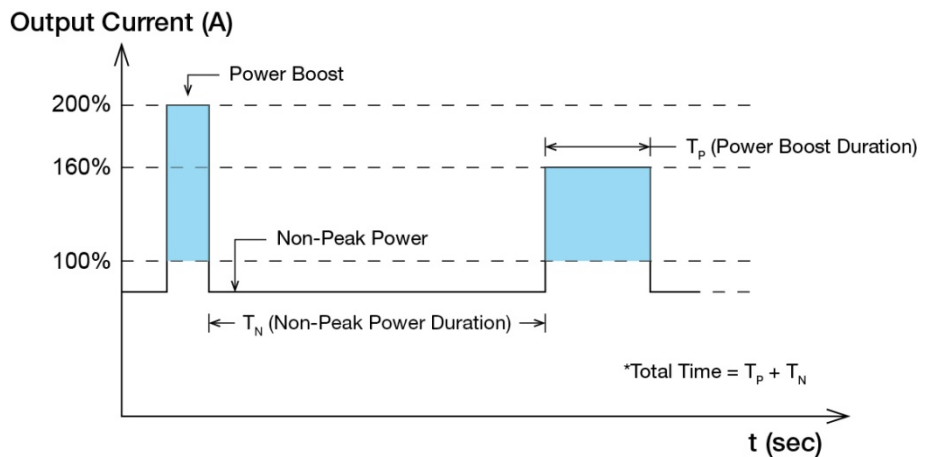 Output Current (A)
Power Boost
200%
T_P (Power Boost Duration)
160%
Non-Peak Power
100%
T_N (Non-Peak Power Duration)
*Total Time = T_P + T_N
t (sec)